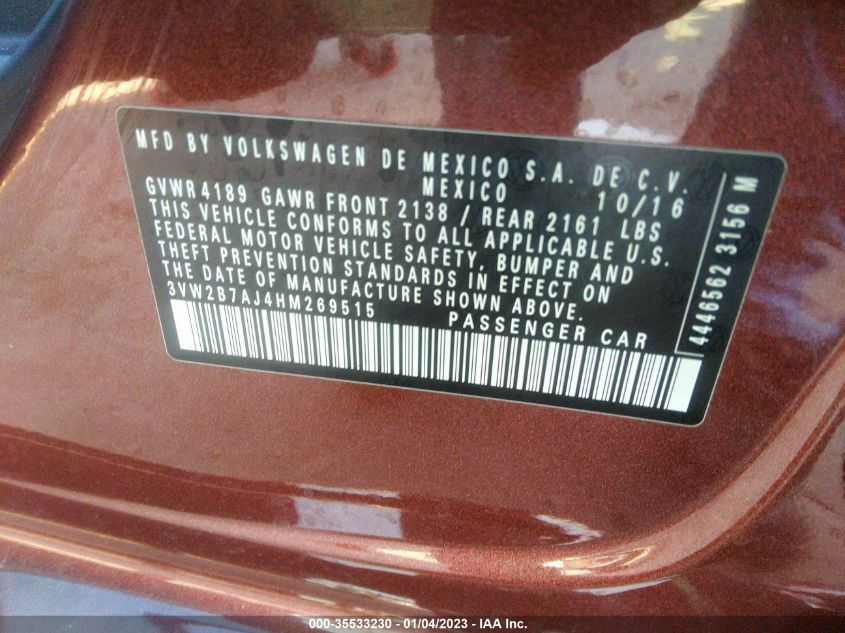 MFD BY VOLKSWAGEN DE MEXICO S.A. DE C.V.
MEXICO 10/16
GVWR 4189 GAWR FRONT 2138 / REAR 2161 LBS
THIS VEHICLE CONFORMS TO ALL APPLICABLE U.S.
FEDERAL MOTOR VEHICLE SAFETY, BUMPER AND
THEFT PREVENTION STANDARDS IN EFFECT ON
THE DATE OF MANUFACTURE SHOWN ABOVE.
3VW2B7AJ4HM269515 PASSENGER CAR
4446562 3156 M
000-35533230 - 01/04/2023 - IAA Inc.